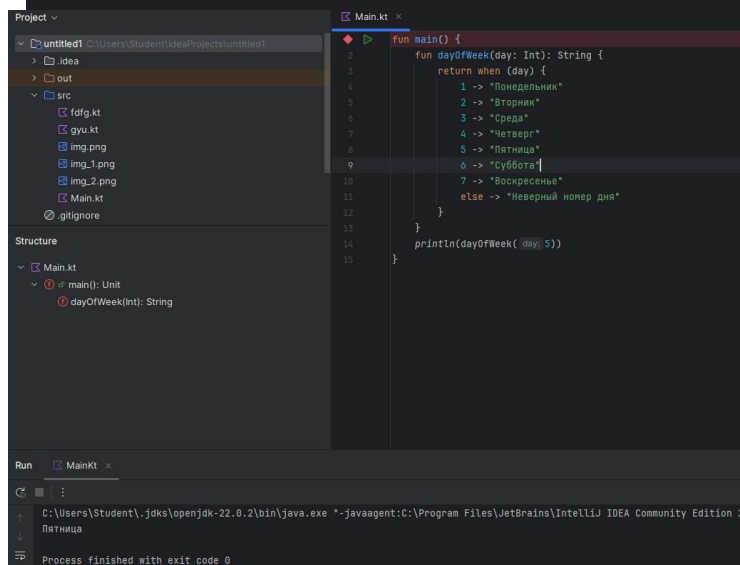 Project
Main.kt
untitled1 C:\Users\Student\IdeaProjects\untitled1
.idea
out
src
fdfg.kt
gyu.kt
img.png
img_1.png
img_2.png
Main.kt
.gitignore
fun main() {
2 fun dayOfWeek(day: Int): String {
3 return when (day) {
4 1 -> "Понедельник"
5 2 -> "Вторник"
6 3 -> "Среда"
7 4 -> "Четверг"
8 5 -> "Пятница"
9 6 -> "Суббота"
10 7 -> "Воскресенье"
11 else -> "Неверный номер дня"
12 }
13 }
14 println(dayOfWeek( day: 5))
15 }
Structure
Main.kt
main(): Unit
dayOfWeek(Int): String
Run MainKt
C:\Users\Student\.jdks\openjdk-22.0.2\bin\java.exe "-javaagent:C:\Program Files\JetBrains\IntelliJ IDEA Community Edition
Пятница
Process finished with exit code 0